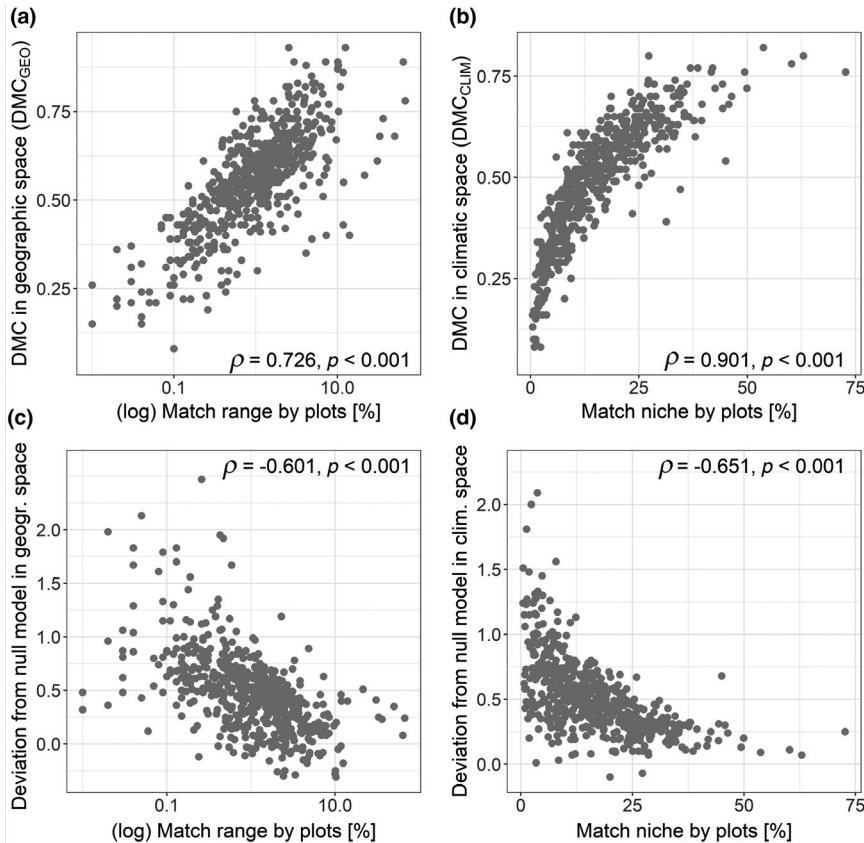 (a)
DMC in geographic space (DMC_GEO)
0.75
0.50
0.25
ρ = 0.726, p < 0.001
0.1
10.0
(log) Match range by plots [%]
(b)
DMC in climatic space (DMC_CLIM)
0.75
0.50
0.25
ρ = 0.901, p < 0.001
0
25
50
75
Match niche by plots [%]
(c)
Deviation from null model in geogr. space
ρ = -0.601, p < 0.001
2.0
1.5
1.0
0.5
0.0
0.1
10.0
(log) Match range by plots [%]
(d)
Deviation from null model in clim. space
ρ = -0.651, p < 0.001
2.0
1.5
1.0
0.5
0.0
0
25
50
75
Match niche by plots [%]